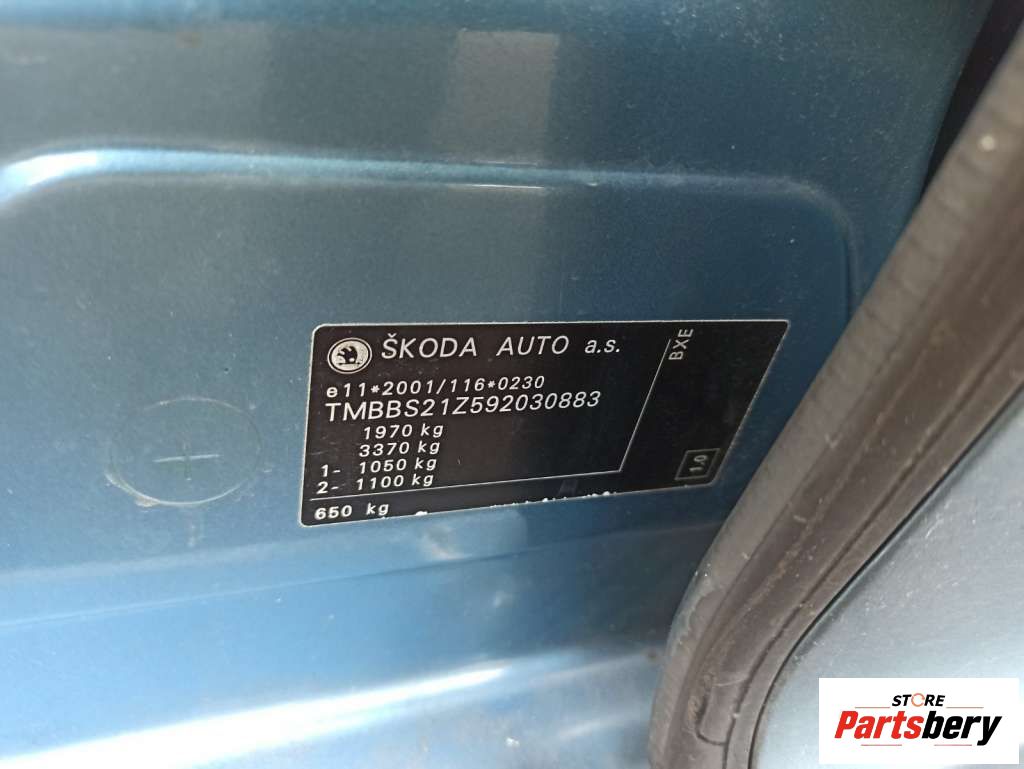 ŠKODA AUTO a.s.
BXE
e11*2001/116*0230
TMBBS21Z592030883
1970 kg
3370 kg
1- 1050 kg
2- 1100 kg
1.0
650 kg
STORE
Partsbery